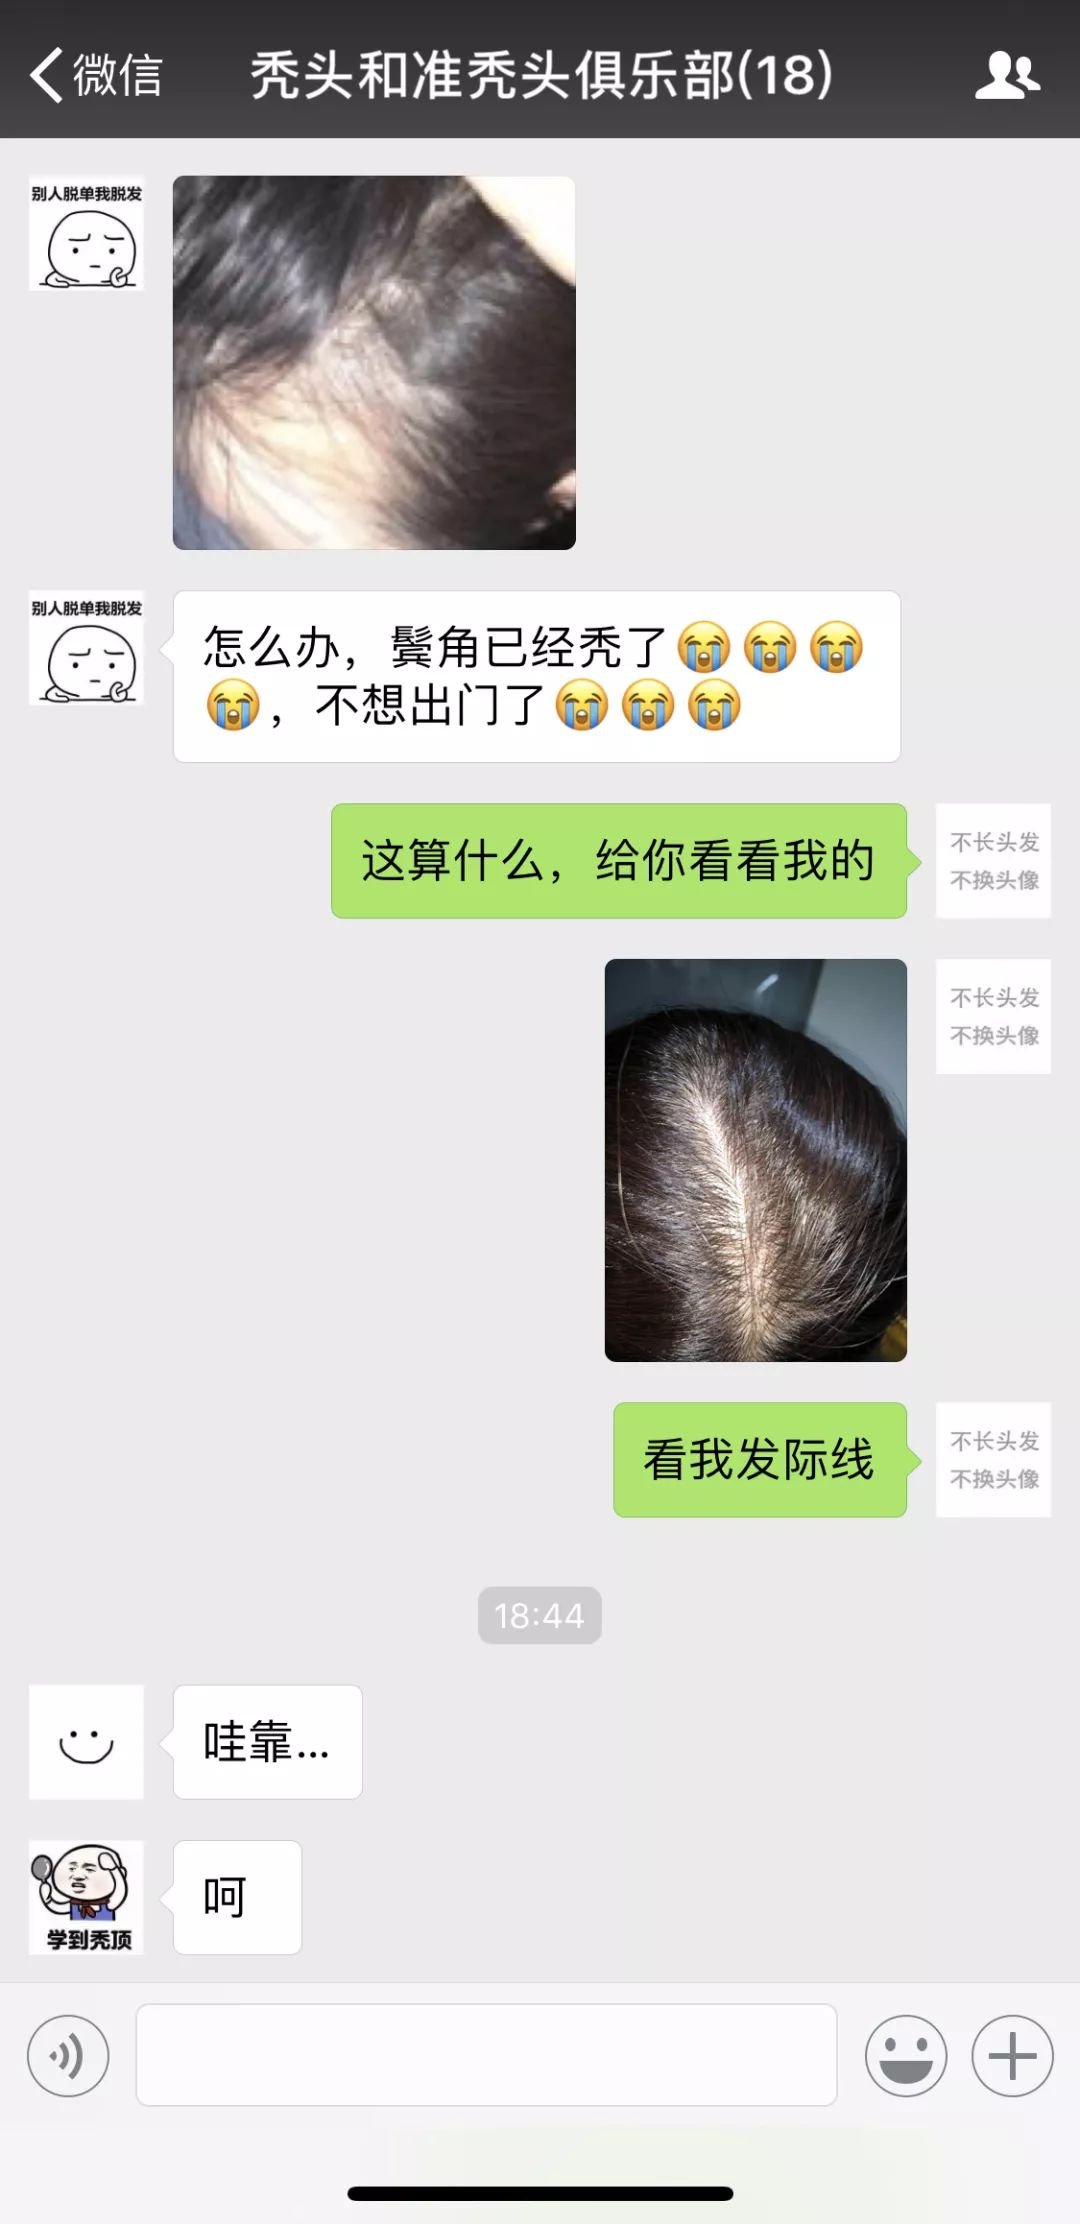 微信
秃头和准秃头俱乐部(18)
别人脱单我脱发
别人脱单我脱发
怎么办，鬓角已经秃了😭😭😭
😭，不想出门了😭😭😭
这算什么，给你看看我的
不长头发
不换头像
不长头发
不换头像
看我发际线
不长头发
不换头像
18:44
哇靠...
呵
学到秃顶